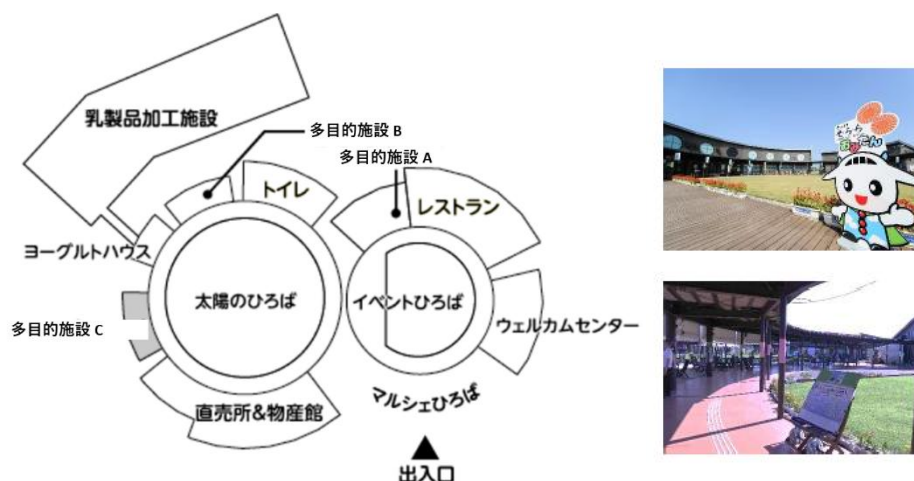 乳製品加工施設
多目的施設 B
多目的施設 A
トイレ
レストラン
ヨーグルトハウス
太陽のひろば
イベントひろば
多目的施設 C
ウェルカムセンター
直売所&物産館
マルシェひろば
出入口